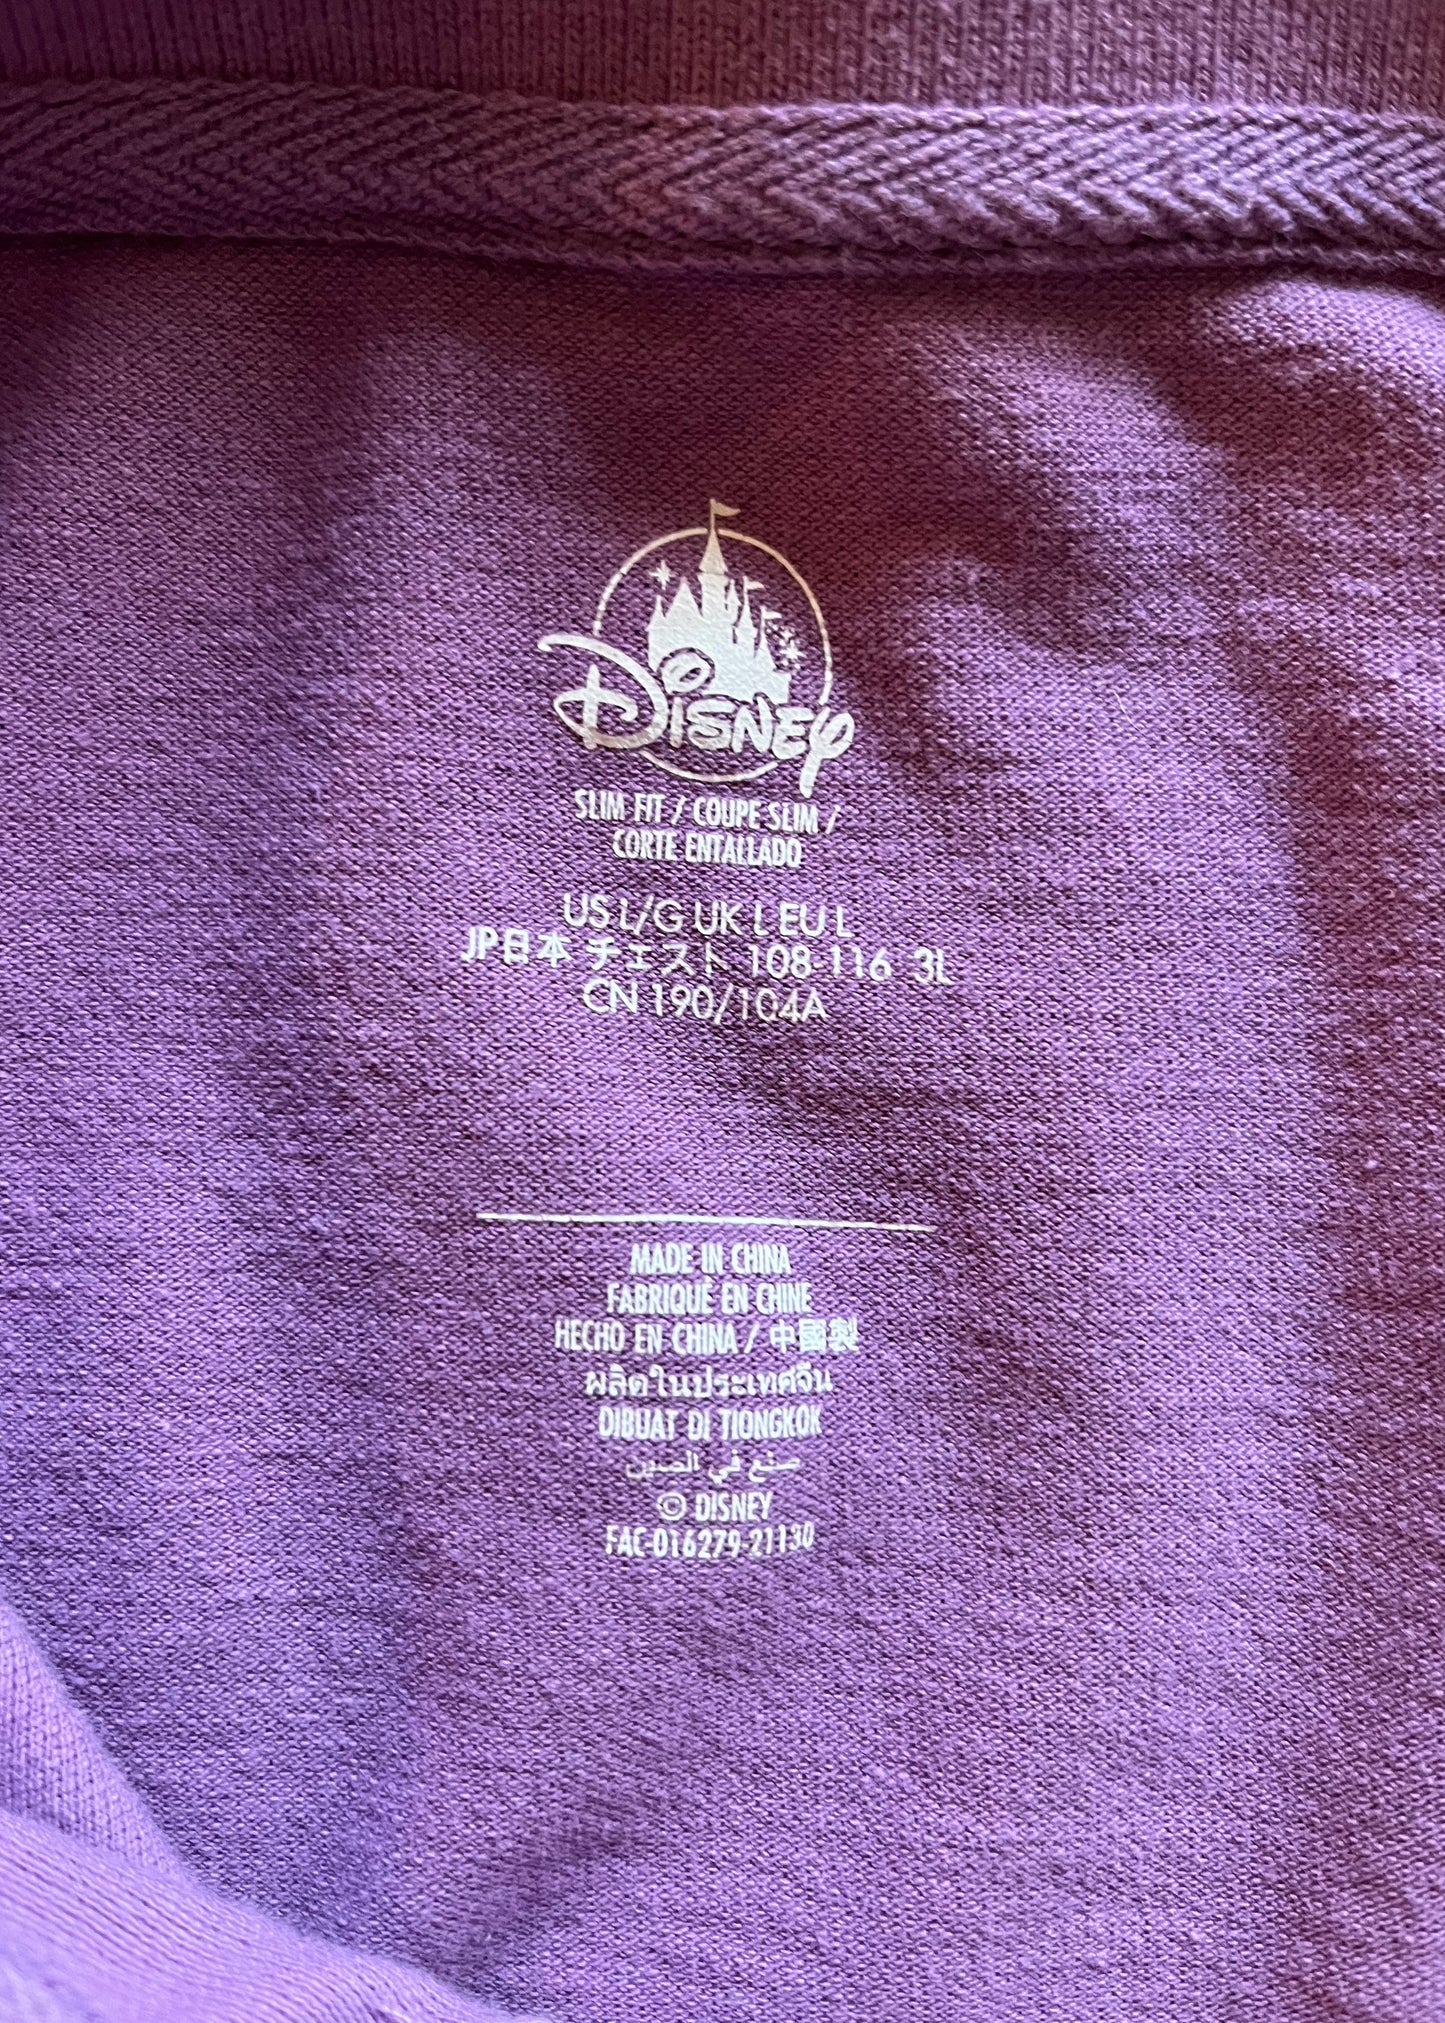 Disney
SLIM FIT / COUPE SLIM /
CORTE ENTALLADO
US L/G UK L EU L
JP日本 チェスト 108-116 3L
CN 190/104A
MADE IN CHINA
FABRIQUÉ EN CHINE
HECHO EN CHINA / 中國製
ผลิตในประเทศจีน
DIBUAT DI TIONGKOK
صنع في الصين
© DISNEY
FAC-016279-21130